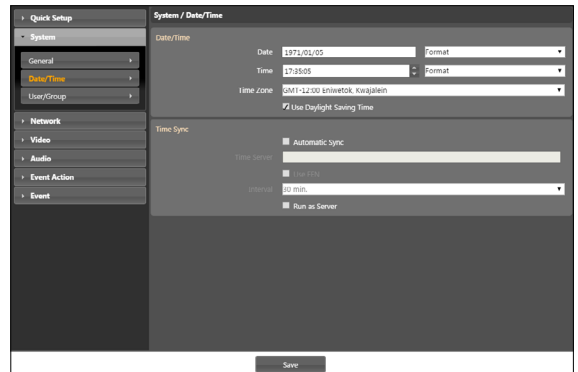 Quick Setup
System
General
Date/Time
User/Group
Network
Video
Audio
Event Action
Event
System / Date/Time
Date/Time
Date 1971/01/05 Format
Time 17:35:05 Format
Time Zone GMT-12:00 Eniwetok, Kwajalein
Use Daylight Saving Time
Time Sync
Automatic Sync
Time Server
Use FEN
Interval 30 min.
Run as Server
Save